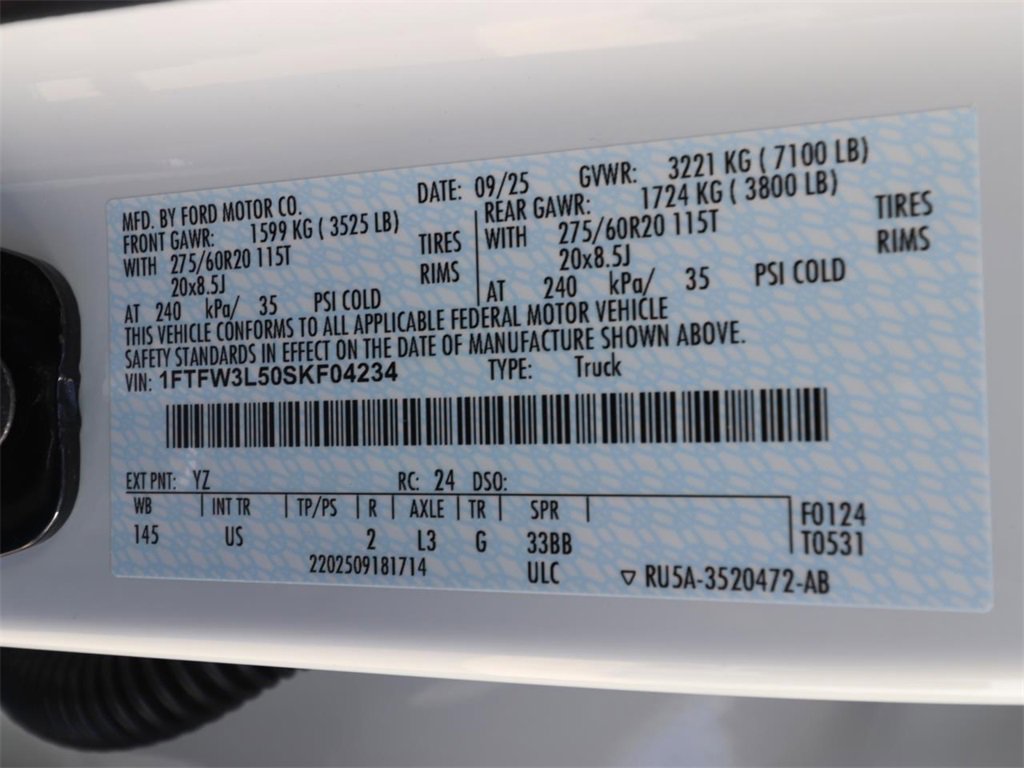 MFD. BY FORD MOTOR CO.
DATE: 09/25 GVWR: 3221 KG ( 7100 LB)
FRONT GAWR: 1599 KG ( 3525 LB)
WITH 275/60R20 115T TIRES
20x8.5J RIMS
AT 240 kPa/ 35 PSI COLD
REAR GAWR: 1724 KG ( 3800 LB)
WITH 275/60R20 115T TIRES
20x8.5J RIMS
AT 240 kPa/ 35 PSI COLD
THIS VEHICLE CONFORMS TO ALL APPLICABLE FEDERAL MOTOR VEHICLE
SAFETY STANDARDS IN EFFECT ON THE DATE OF MANUFACTURE SHOWN ABOVE.
VIN: 1FTFW3L50SKF04234 TYPE: Truck
EXT PNT: YZ RC: 24 DSO:
WB INT TR TP/PS R AXLE TR SPR
145 US 2 L3 G 33BB
F0124
T0531
2202509181714 ULC
▽ RU5A-3520472-AB